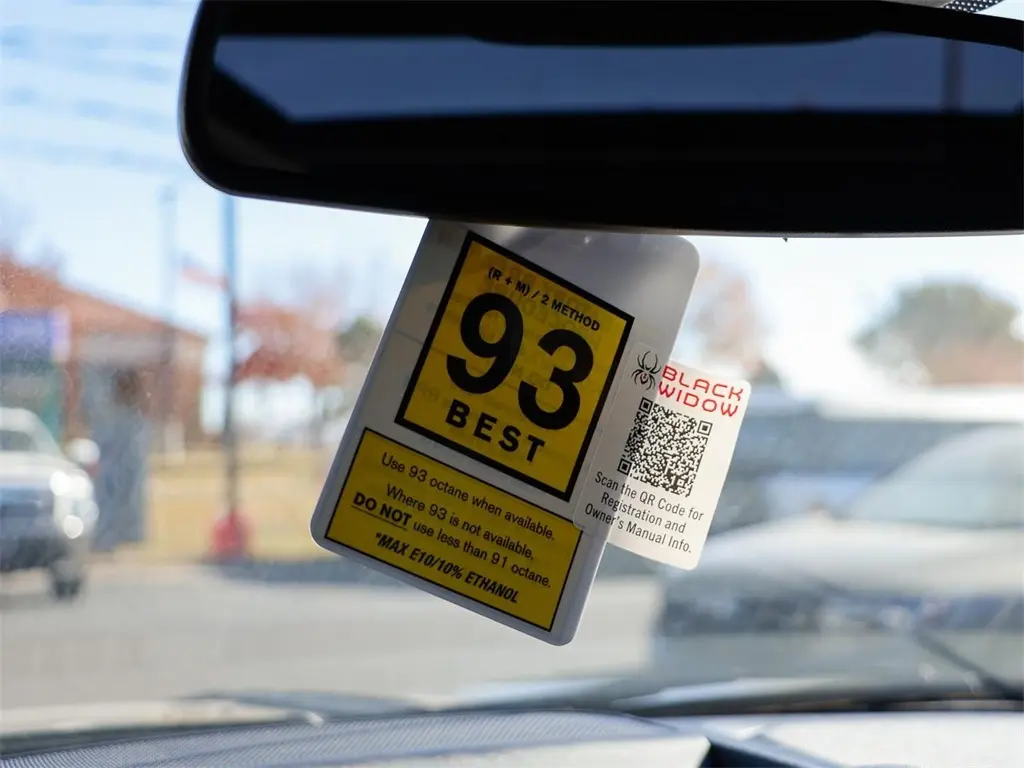 (R + M) / 2 METHOD
93
BEST
Use 93 octane when available.
Where 93 is not available,
DO NOT use less than 91 octane.
*MAX E10/10% ETHANOL
BLACK
WIDOW
Scan the QR Code for
Registration and
Owner's Manual Info.